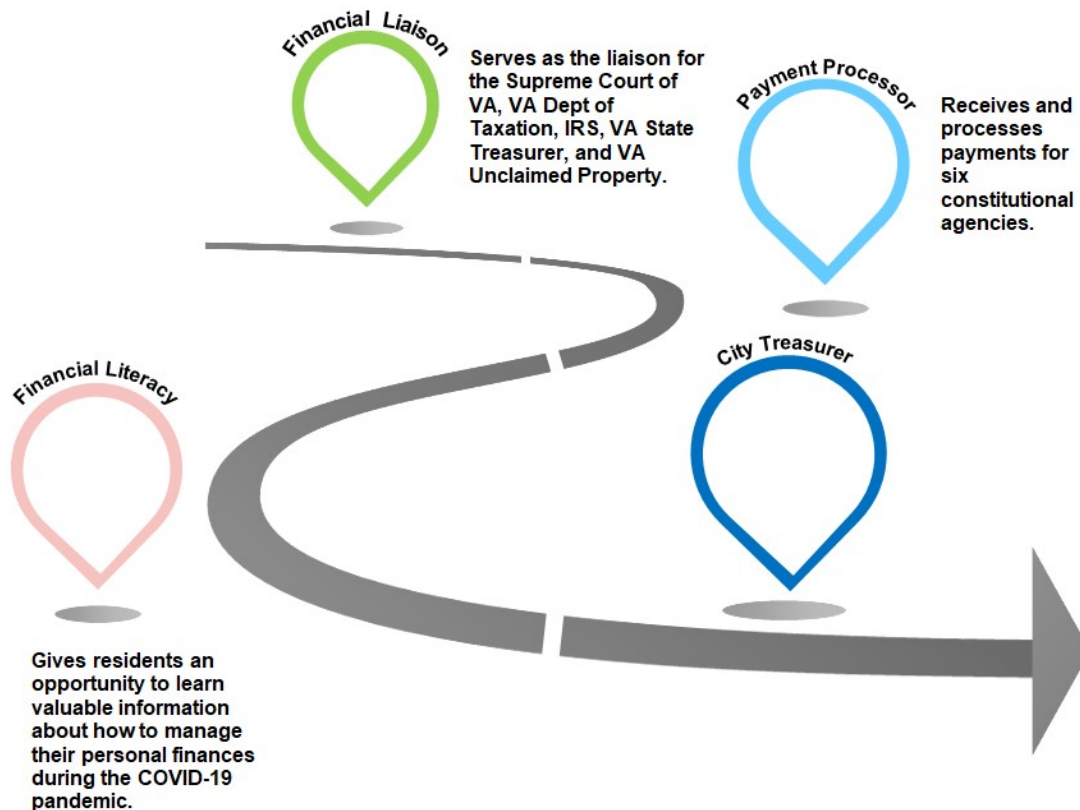 Financial Liaison
Serves as the liaison for
the Supreme Court of
VA, VA Dept of
Taxation, IRS, VA State
Treasurer, and VA
Unclaimed Property.
Payment Processor
Receives and
processes
payments for
six
constitutional
agencies.
Financial Literacy
Gives residents an
opportunity to learn
valuable information
about how to manage
their personal finances
during the COVID-19
pandemic.
City Treasurer